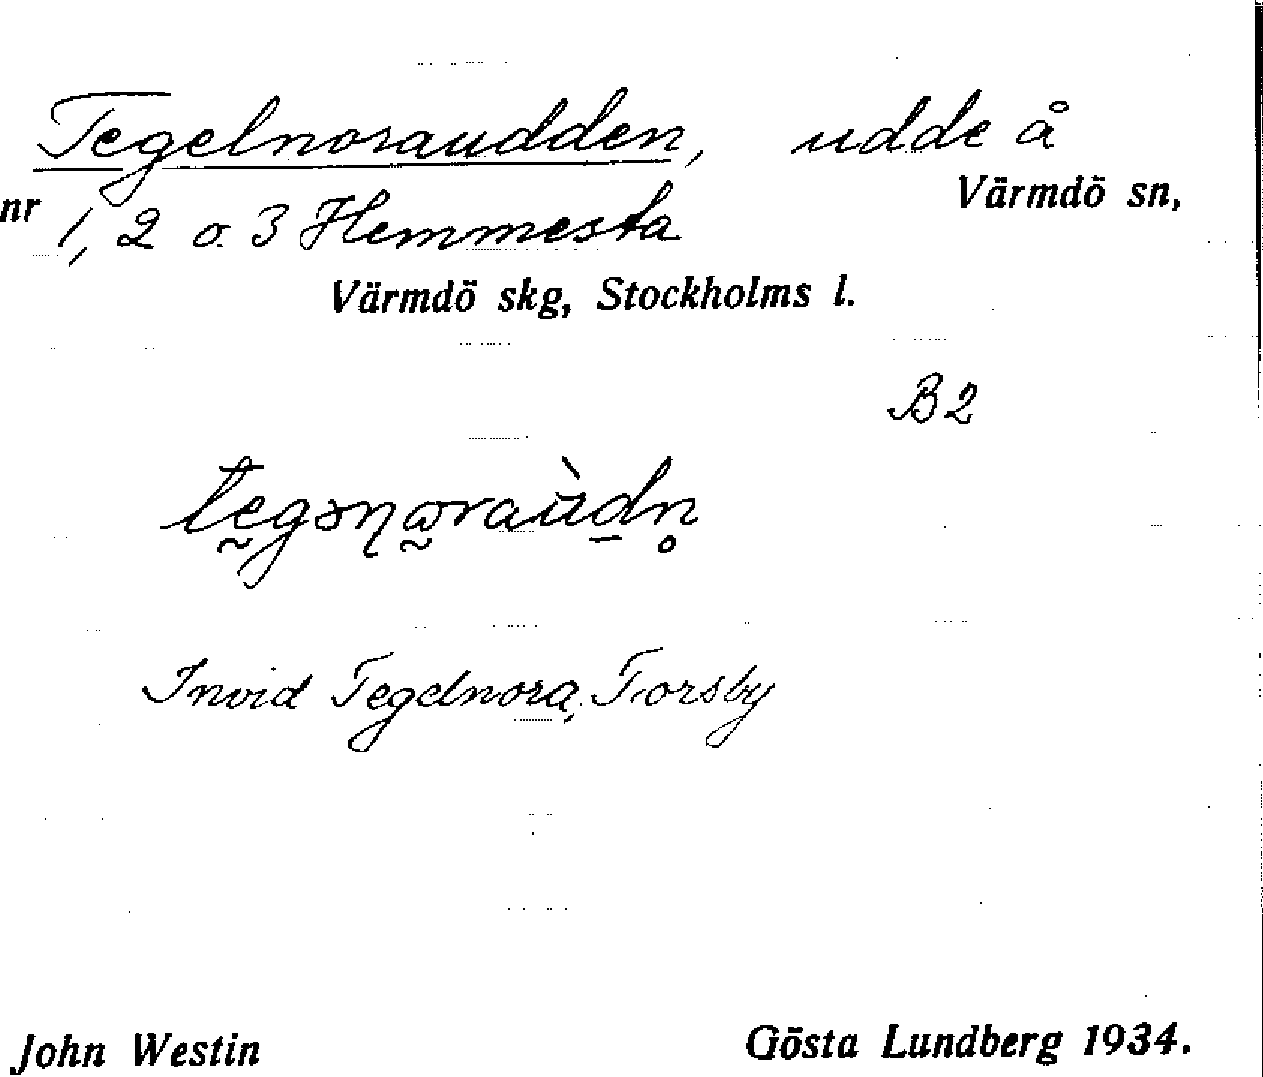 Tegelnoraudden, udde å
Värmdö sn,
nr 1, 2 o. 3 Hemmesta
Värmdö skg, Stockholms l.
B2
Invid Tegelnora, Torsby
John Westin
Gösta Lundberg 1934.